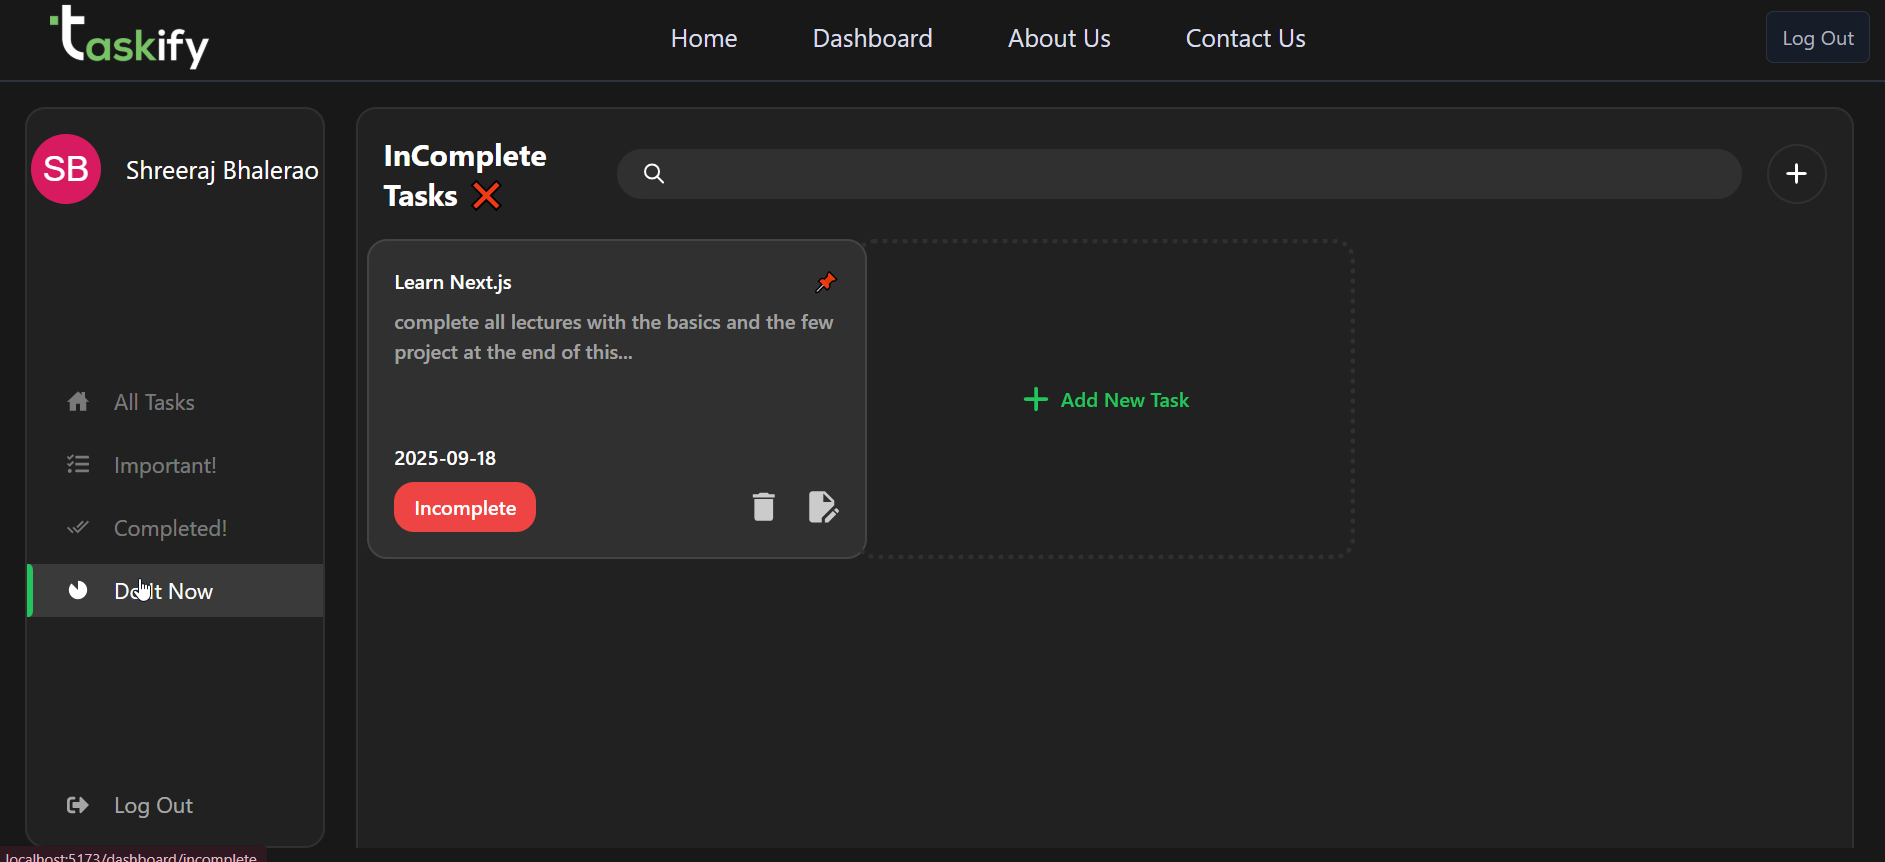 taskify
Home Dashboard About Us Contact Us Log Out
SB Shreeraj Bhalerao
All Tasks
Important!
Completed!
Do It Now
Log Out
InComplete
Tasks
Learn Next.js
complete all lectures with the basics and the few
project at the end of this...
2025-09-18
Incomplete
Add New Task
localhost:5173/dashboard/incomplete